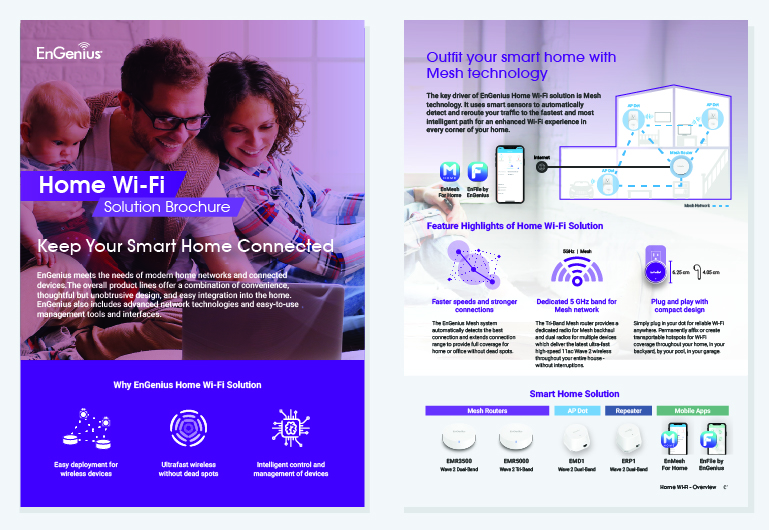 EnGenius
Home Wi-Fi
Solution Brochure
Keep Your Smart Home Connected
EnGenius meets the needs of modern home networks and connected
devices.The overall product lines offer a combination of convenience,
thoughtful but unobtrusive design, and easy integration into the home.
EnGenius also includes advanced network technologies and easy-to-use
management tools and interfaces.
Why EnGenius Home Wi-Fi Solution
Easy deployment for
wireless devices
Ultrafast wireless
without dead spots
Intelligent control and
management of devices
Outfit your smart home with
Mesh technology
The key driver of EnGenius Home Wi-Fi solution is Mesh
technology. It uses smart sensors to automatically
detect and reroute your traffic to the fastest and most
intelligent path for an enhanced Wi-Fi experience in
every corner of your home.
AP Dot
AP Dot
Internet
Mesh Router
AP Dot
EnMesh
For Home
EnFile by
EnGenius
Mesh Network
Feature Highlights of Home Wi-Fi Solution
5GHz | Mesh
6.25 cm
4.05 cm
Faster speeds and stronger
connections
The EnGenius Mesh system
automatically detects the best
connection and extends connection
range to provide full coverage for
home or office without dead spots.
Dedicated 5 GHz band for
Mesh network
The Tri-Band Mesh router provides a
dedicated radio for Mesh backhaul
and dual radios for multiple devices
which deliver the latest ultra-fast
high-speed 11ac Wave 2 wireless
throughout your entire house -
without interruptions.
Plug and play with
compact design
Simply plug in your dot for reliable Wi-Fi
anywhere. Permanently affix or create
transportable hotspots for Wi-Fi
coverage throughout your home, in your
backyard, by your pool, in your garage.
Smart Home Solution
Mesh Routers
AP Dot
Repeater
Mobile Apps
EMR3500
Wave 2 Dual-Band
EMR5000
Wave 2 Tri-Band
EMD1
Wave 2 Dual-Band
ERP1
Wave 2 Dual-Band
EnMesh
For Home
EnFile by
EnGenius
Home Wi-Fi - Overview